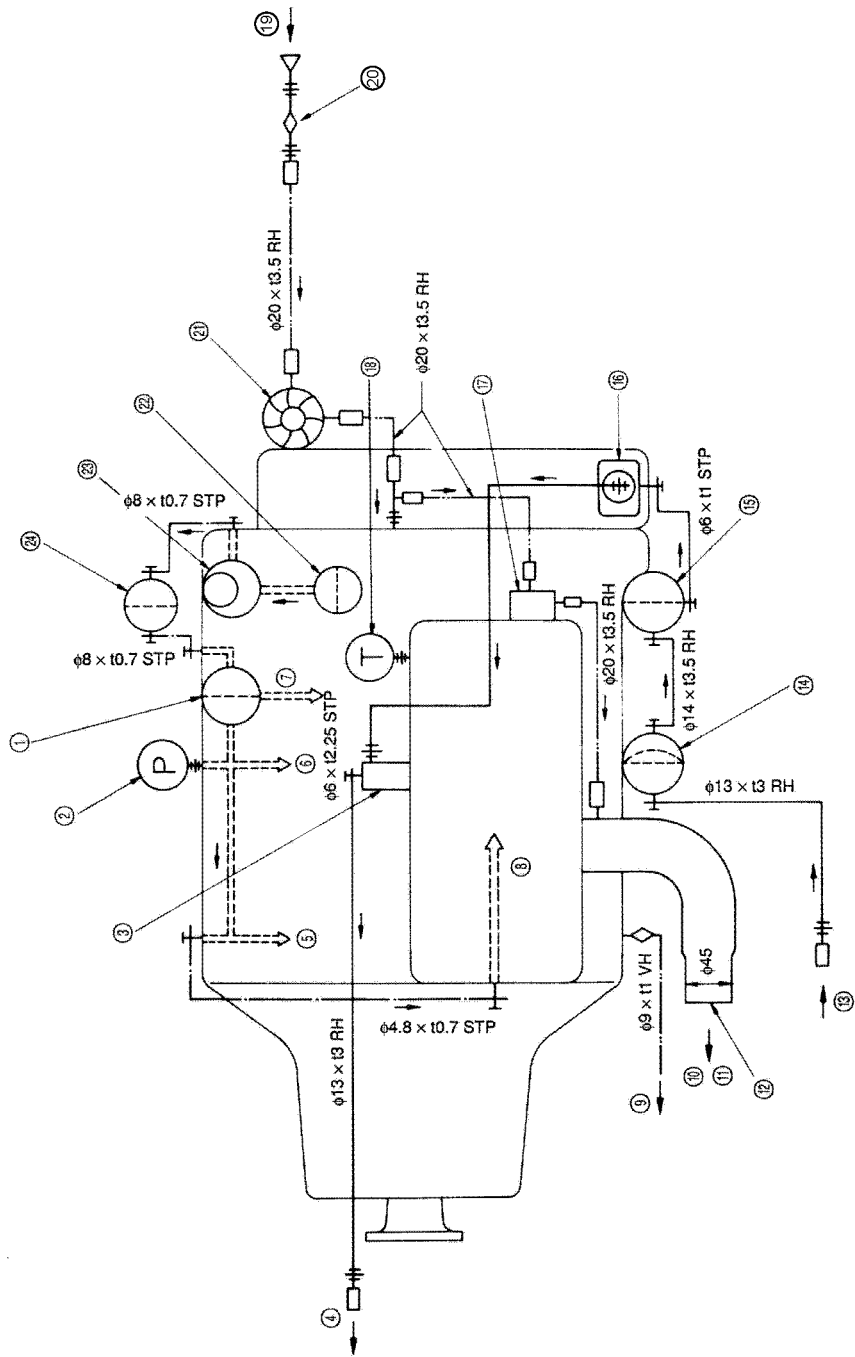 ⑲
⑳
φ20 × t3.5 RH
㉑
φ20 × t3.5 RH
⑱
㉒
⑰
⑯
㉓
φ8 × t0.7 STP
㉔
φ6 × t1 STP
⑮
T
φ20 × t3.5 RH
φ8 × t0.7 STP
⑦
φ14 × t3.5 RH
①
⑭
P
②
⑥
φ6 × t2.25 STP
φ13 × t3 RH
③
⑧
⑤
φ4.8 × t0.7 STP
φ9 × t1 VH
φ45
⑬
φ13 × t3 RH
⑩
⑪
⑫
⑨
④